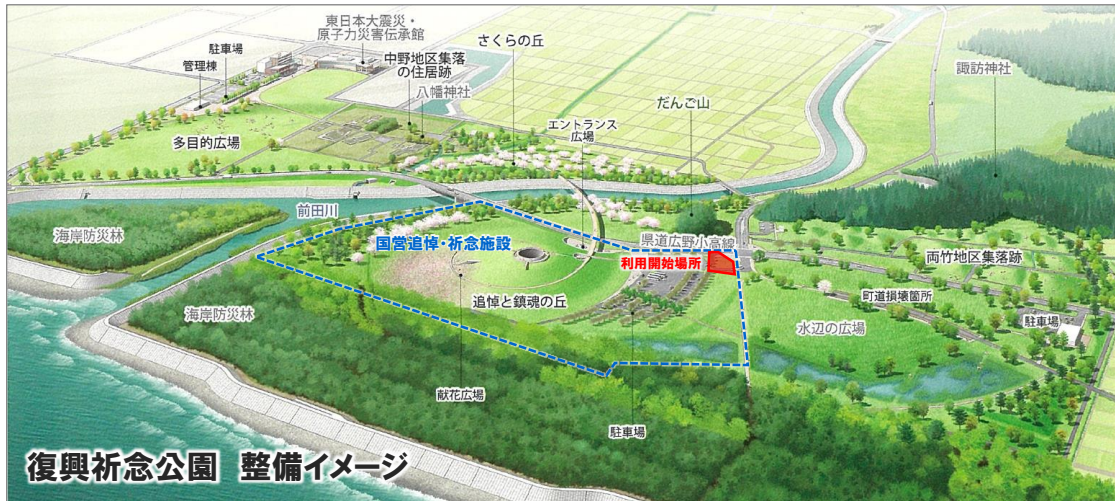 東日本大震災・
原子力災害伝承館
駐車場
管理棟
中野地区集落
の住居跡
八幡神社
さくらの丘
諏訪神社
だんご山
エントランス
広場
多目的広場
前田川
海岸防災林
国営追悼・祈念施設
県道広野小高線
利用開始場所
両竹地区集落跡
追悼と鎮魂の丘
町道損壊箇所
駐車場
水辺の広場
海岸防災林
献花広場
駐車場
復興祈念公園 整備イメージ